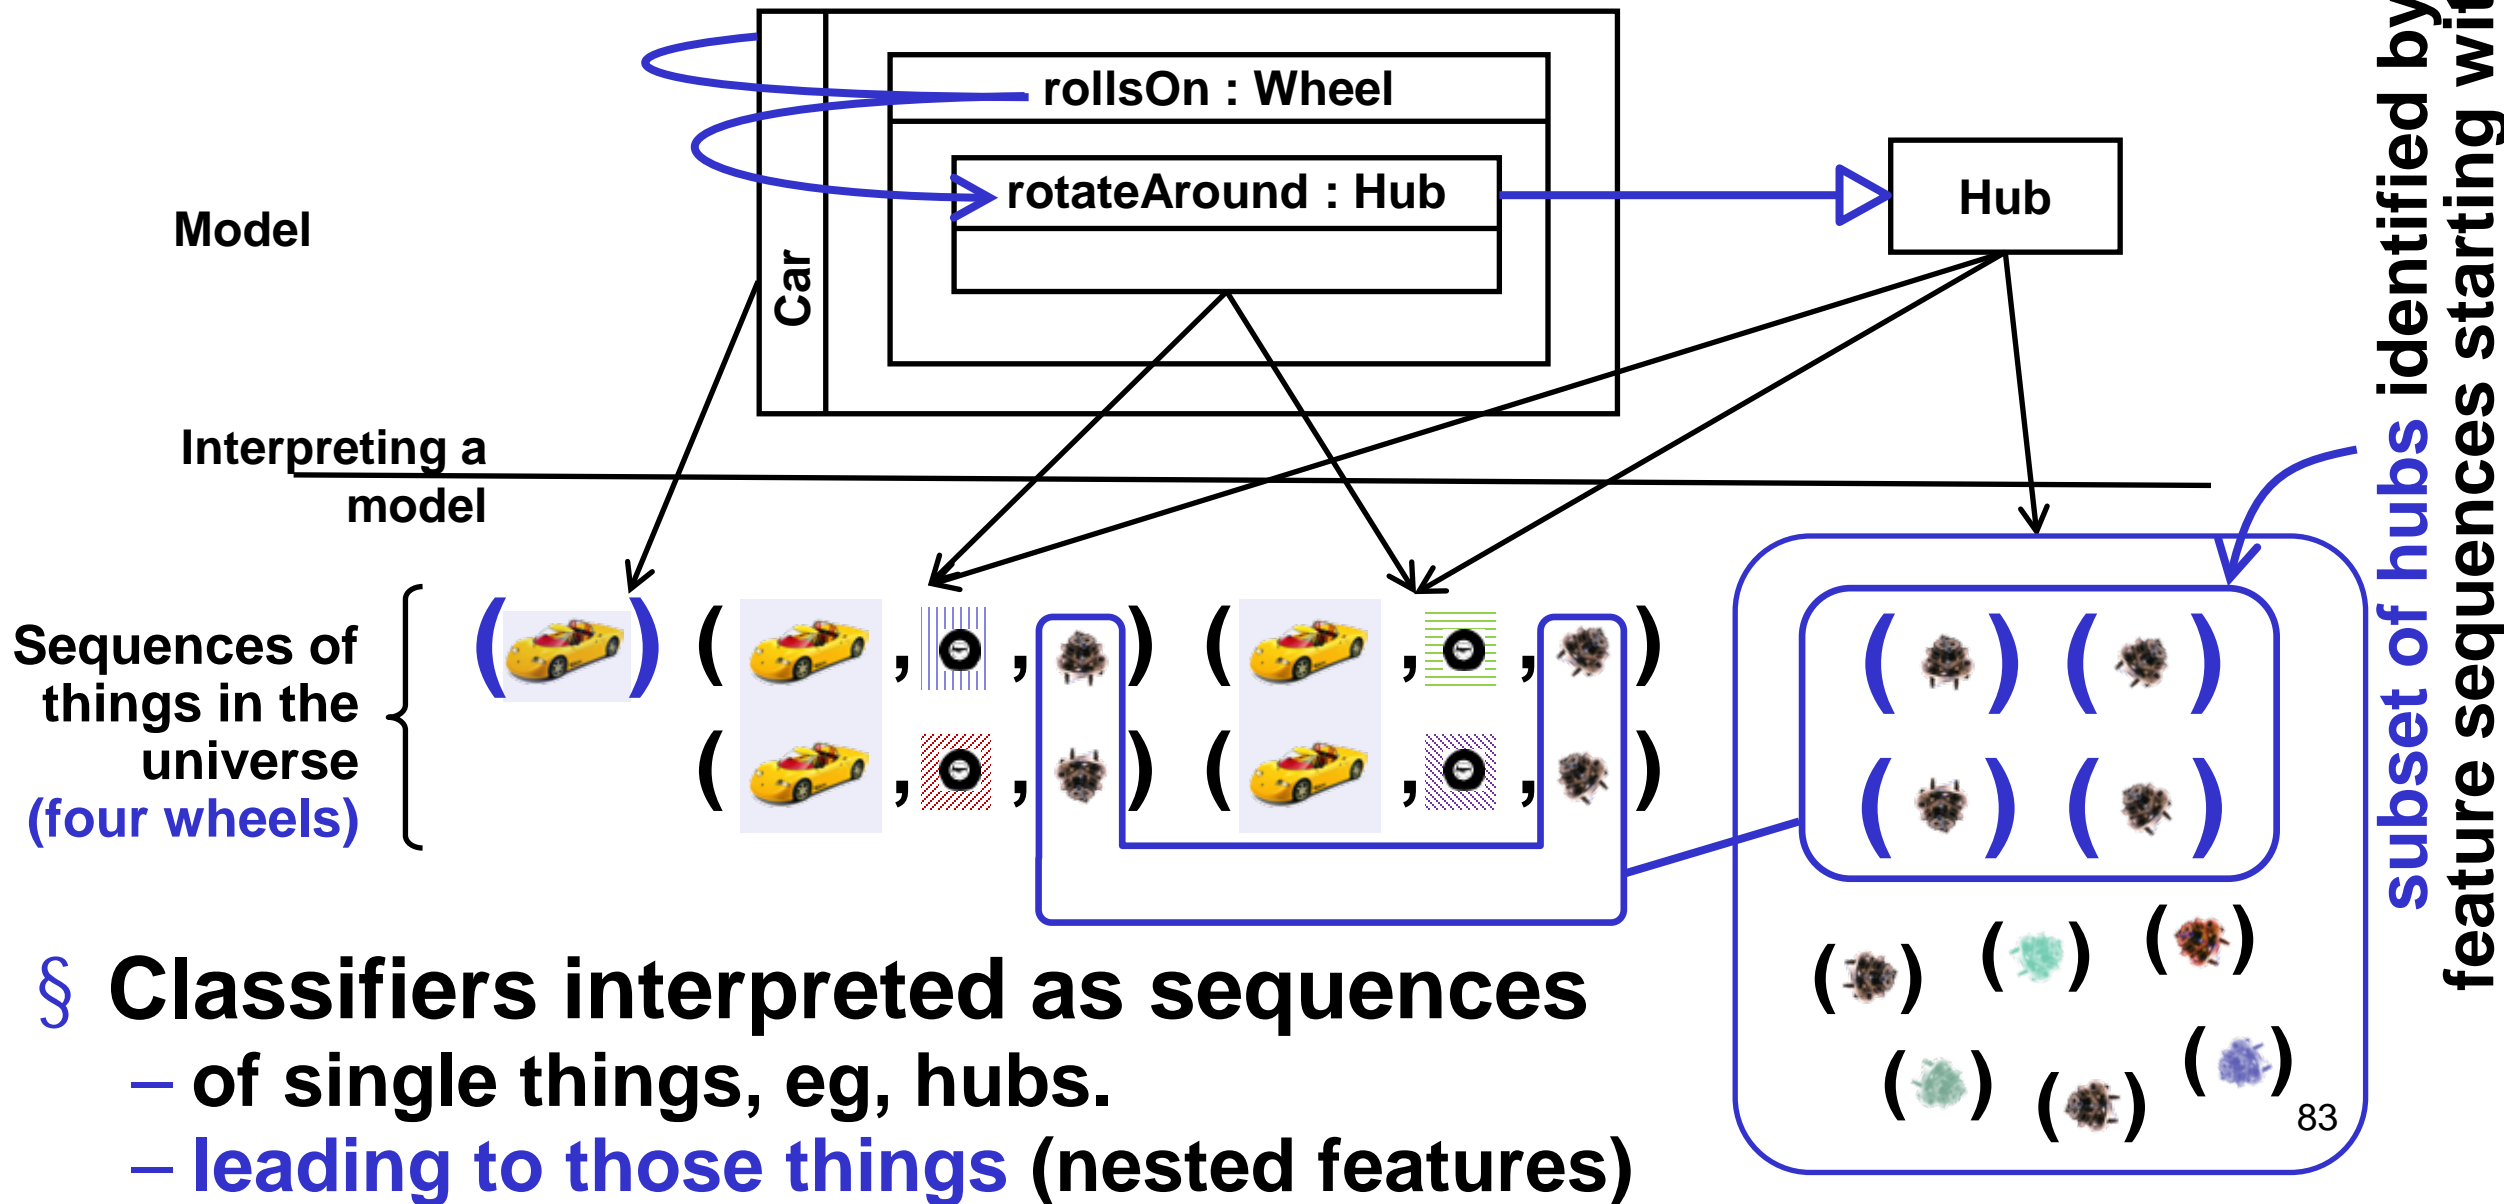 rollsOn : Wheel
rotateAround : Hub
Hub
Car
Model
Interpreting a
model
Sequences of
things in the
universe
(four wheels)
( ) ( , , ) ( , , )
( , , ) ( , , )
( ) ( )
( ) ( )
( ) ( ) ( )
( ) ( ) ( )
subset of hubs identified by
feature sequences starting wit
§ Classifiers interpreted as sequences
– of single things, eg, hubs.
– leading to those things (nested features)
83